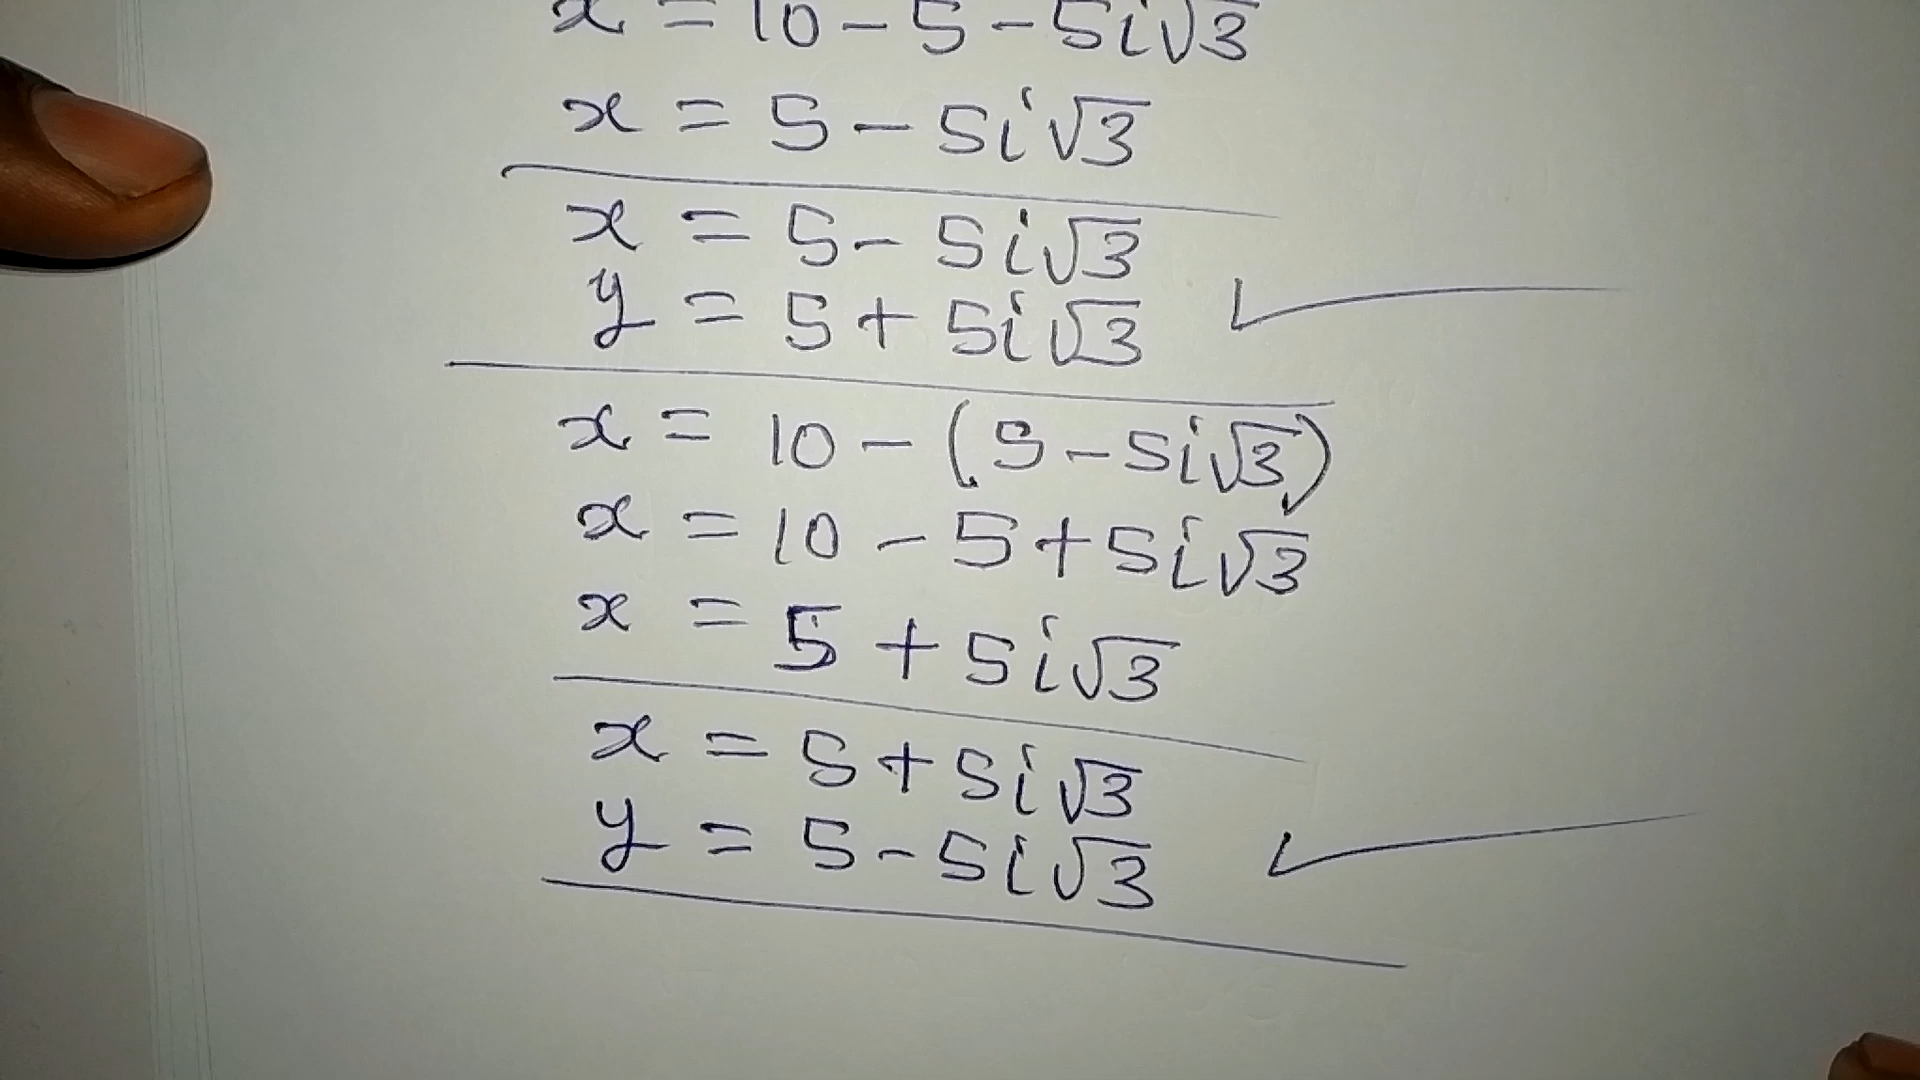 x = 10 - 5 - 5i√3
x = 5 - 5i√3
x = 5 - 5i√3
y = 5 + 5i√3
x = 10 - (5 - 5i√3)
x = 10 - 5 + 5i√3
x = 5 + 5i√3
x = 5 + 5i√3
y = 5 - 5i√3